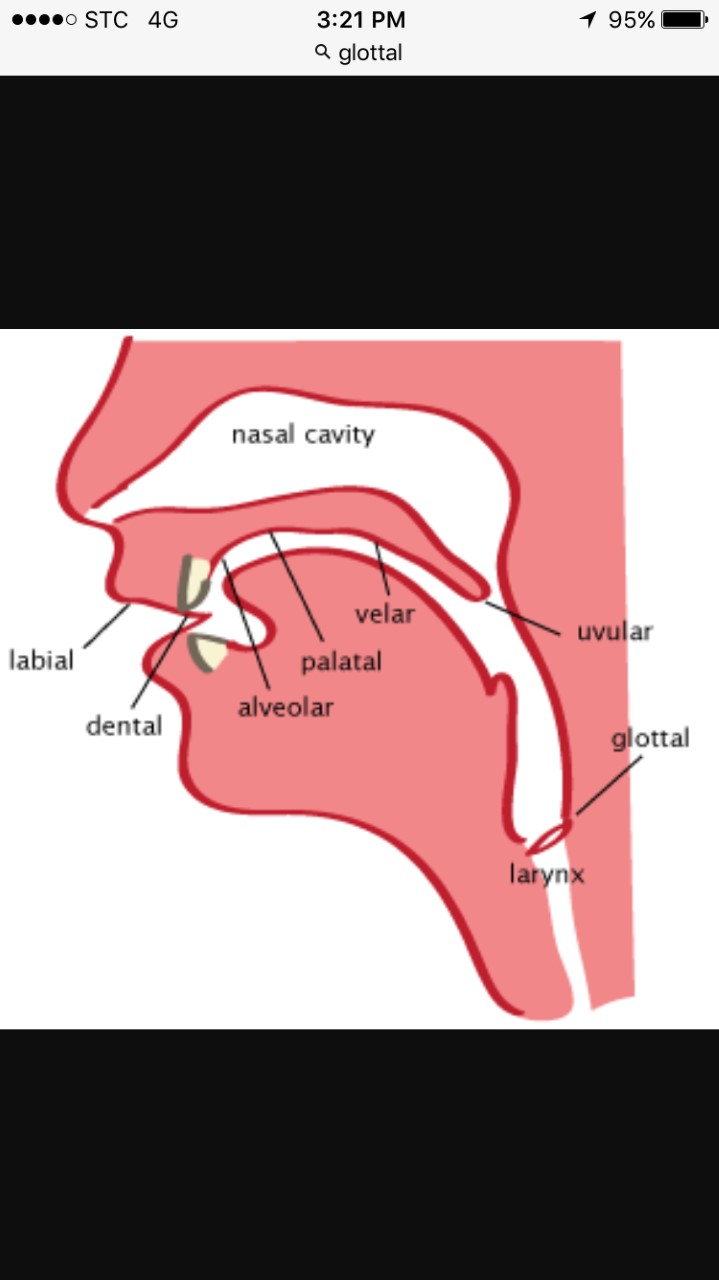 STC 4G 3:21 PM 95%
glottal
nasal cavity
velar
uvular
labial
palatal
alveolar
dental
glottal
larynx